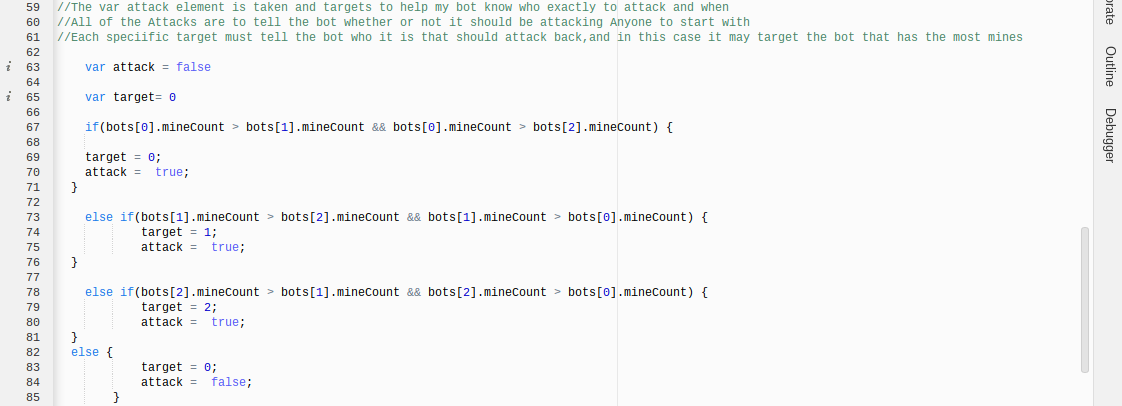 59 //The var attack element is taken and targets to help my bot know who exactly to attack and when
60 //All of the Attacks are to tell the bot whether or not it should be attacking Anyone to start with
61 //Each speciific target must tell the bot who it is that should attack back,and in this case it may target the bot that has the most mines
62
i 63 var attack = false
64
i 65 var target= 0
66
67 if(bots[0].mineCount > bots[1].mineCount && bots[0].mineCount > bots[2].mineCount) {
68
69 target = 0;
70 attack =  true;
71 }
72
73 else if(bots[1].mineCount > bots[2].mineCount && bots[1].mineCount > bots[0].mineCount) {
74 target = 1;
75 attack =  true;
76 }
77
78 else if(bots[2].mineCount > bots[1].mineCount && bots[2].mineCount > bots[0].mineCount) {
79 target = 2;
80 attack =  true;
81 }
82 else {
83 target = 0;
84 attack =  false;
85 }
Outline
Debugger